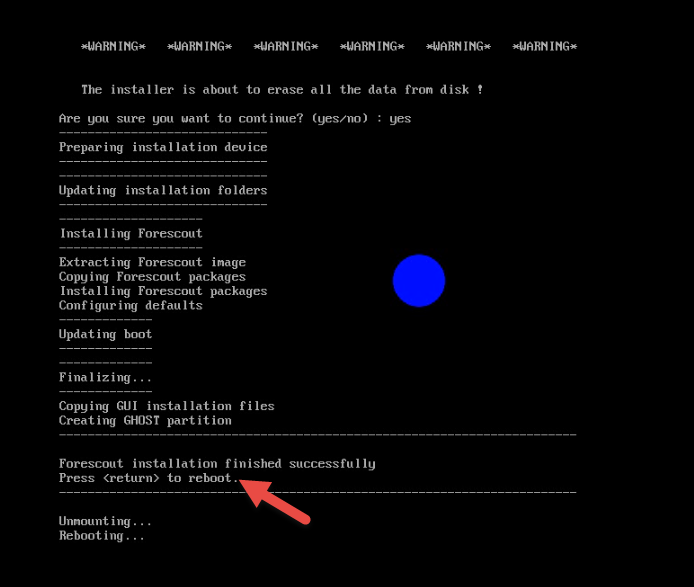 *WARNING* *WARNING* *WARNING* *WARNING* *WARNING* *WARNING*
The installer is about to erase all the data from disk !
Are you sure you want to continue? (yes/no) : yes
-----------------------------
Preparing installation device
-----------------------------
-----------------------------
Updating installation folders
-----------------------------
--------------------
Installing Forescout
--------------------
Extracting Forescout image
Copying Forescout packages
Installing Forescout packages
Configuring defaults
-------------
Updating boot
-------------
-------------
Finalizing...
-------------
Copying GUI installation files
Creating GHOST partition
------------------------------------------------------------------------
Forescout installation finished successfully
Press <return> to reboot.
------------------------------------------------------------------------
Unmounting...
Rebooting...